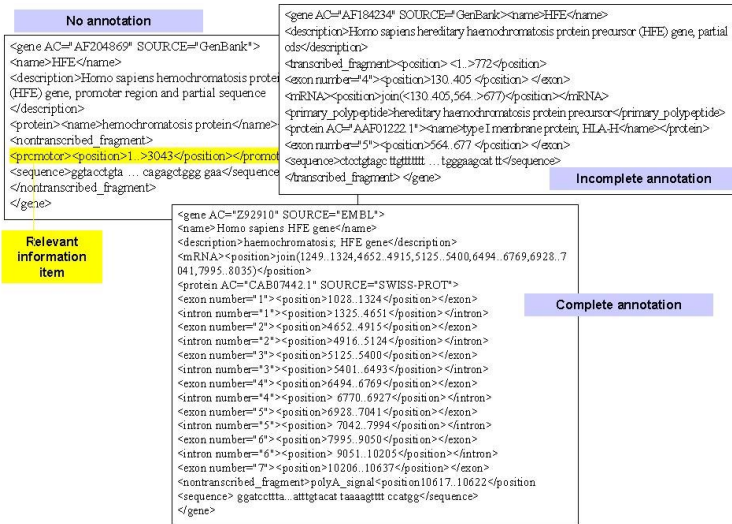 No annotation
<gene AC="AF204869" SOURCE="GenBank">
<name>HFE</name>
<description>Homo sapiens hemochromatosis protei
(HFE) gene, promoter region and partial sequence
</description>
<protein><name>hemochromatosis protein</name>
<nontranscribed_fragment>
<prcmotor><position>1..>3043</position></promot
<sequence>ggtacctgta ... cagagctggg gaa</sequence
</nontranscribed_fragment>
</gene>
Relevant
information
item
<gene AC="AF184234" SOURCE="GenBank><name>HFE</name>
<description>Homo sapiens hereditary haemochromatosis protein precursor (HFE) gene, partial
cds</description>
<transcribed_fragment><position> <1..>772</position>
<exon number="4"><position>130..405 </position> </exon>
<mRNA><position>join(<130..405,564..>677)</position></mRNA>
<primary_polypeptide>hereditary haemochromatosis protein precursor</primary_polypeptide>
<protein AC="AAF01222.1"><name>type I membrane protein; HLA-H</name></protein>
<exon number="5"><position>564..677 </position> </exon>
<sequence>ctcctgtagc ttgttttttt ... tgggaagcat tt</sequence>
</transcribed_fragment> </gene>
Incomplete annotation
<gene AC="Z92910" SOURCE="EMBL">
<name>Homo sapiens HFE gene</name>
<description>haemochromatosis; HFE gene</description>
<mRNA><position>join(1249..1324,4652..4915,5125..5400,6494..6769,6928..7
041,7995..8035)</position>
<protein AC="CAB07442.1" SOURCE="SWISS-PROT">
<exon number="1"><position>1028..1324</position></exon>
<intron number="1"><position>1325..4651</position></intron>
<exon number="2"><position>4652..4915</position></exon>
<intron number="2"><position>4916..5124</position></intron>
<exon number="3"><position>5125..5400</position></exon>
<intron number="3"><position>5401..6493</position></intron>
<exon number="4"><position>6494..6769</position></exon>
<intron number="4"><position> 6770..6927</position></intron>
<exon number="5"><position>6928..7041</position></exon>
<intron number="5"><position> 7042..7994</position></intron>
<exon number="6"><position>7995..9050</position></exon>
<intron number="6"><position> 9051..10205</position></intron>
<exon number="7"><position>10206..10637</position></exon>
<nontranscribed_fragment>polyA_signal<position10617..10622</position
<sequence> ggatccttta...atttgtacat taaaagtttt ccatgg</sequence>
</gene>
Complete annotation